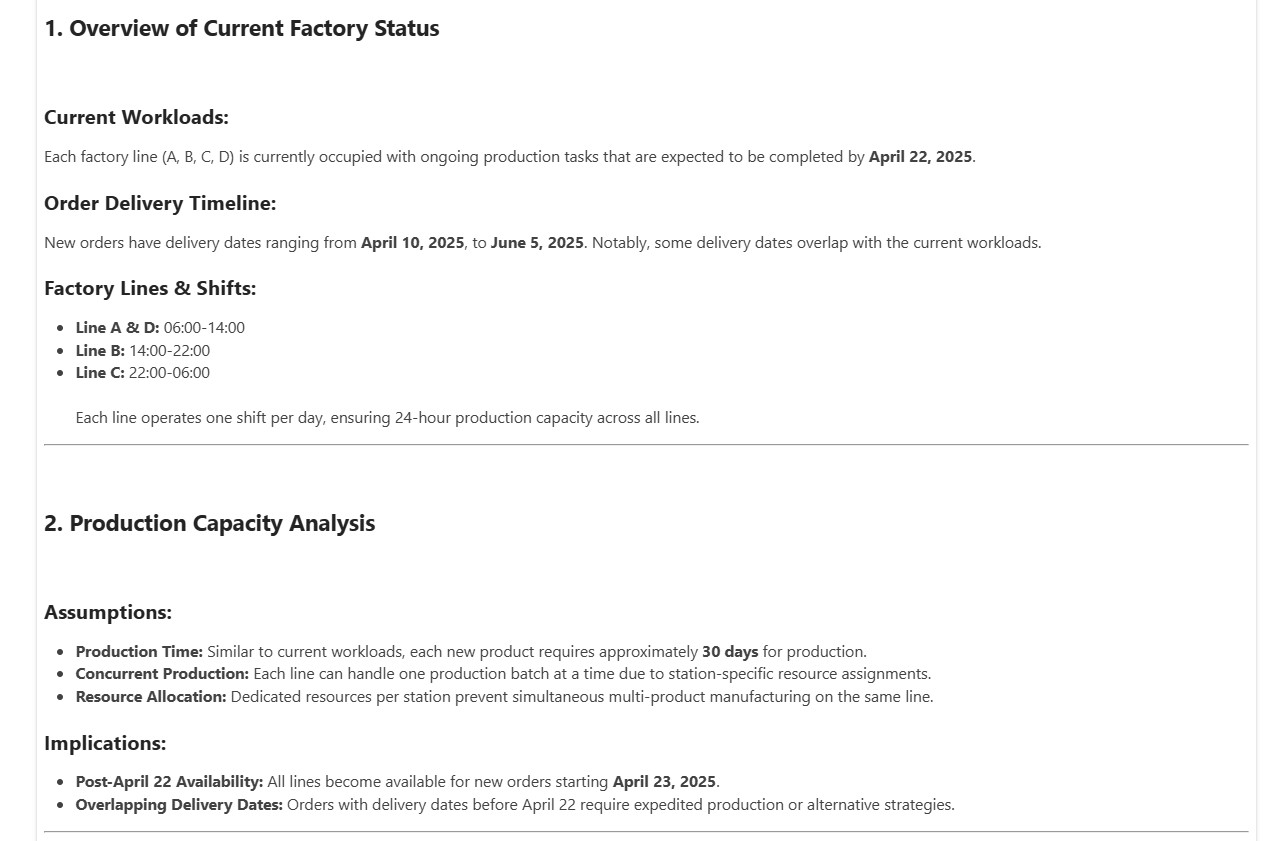 1. Overview of Current Factory Status
Current Workloads:
Each factory line (A, B, C, D) is currently occupied with ongoing production tasks that are expected to be completed by April 22, 2025.
Order Delivery Timeline:
New orders have delivery dates ranging from April 10, 2025, to June 5, 2025. Notably, some delivery dates overlap with the current workloads.
Factory Lines & Shifts:
• Line A & D: 06:00-14:00
• Line B: 14:00-22:00
• Line C: 22:00-06:00
Each line operates one shift per day, ensuring 24-hour production capacity across all lines.
2. Production Capacity Analysis
Assumptions:
• Production Time: Similar to current workloads, each new product requires approximately 30 days for production.
• Concurrent Production: Each line can handle one production batch at a time due to station-specific resource assignments.
• Resource Allocation: Dedicated resources per station prevent simultaneous multi-product manufacturing on the same line.
Implications:
• Post-April 22 Availability: All lines become available for new orders starting April 23, 2025.
• Overlapping Delivery Dates: Orders with delivery dates before April 22 require expedited production or alternative strategies.